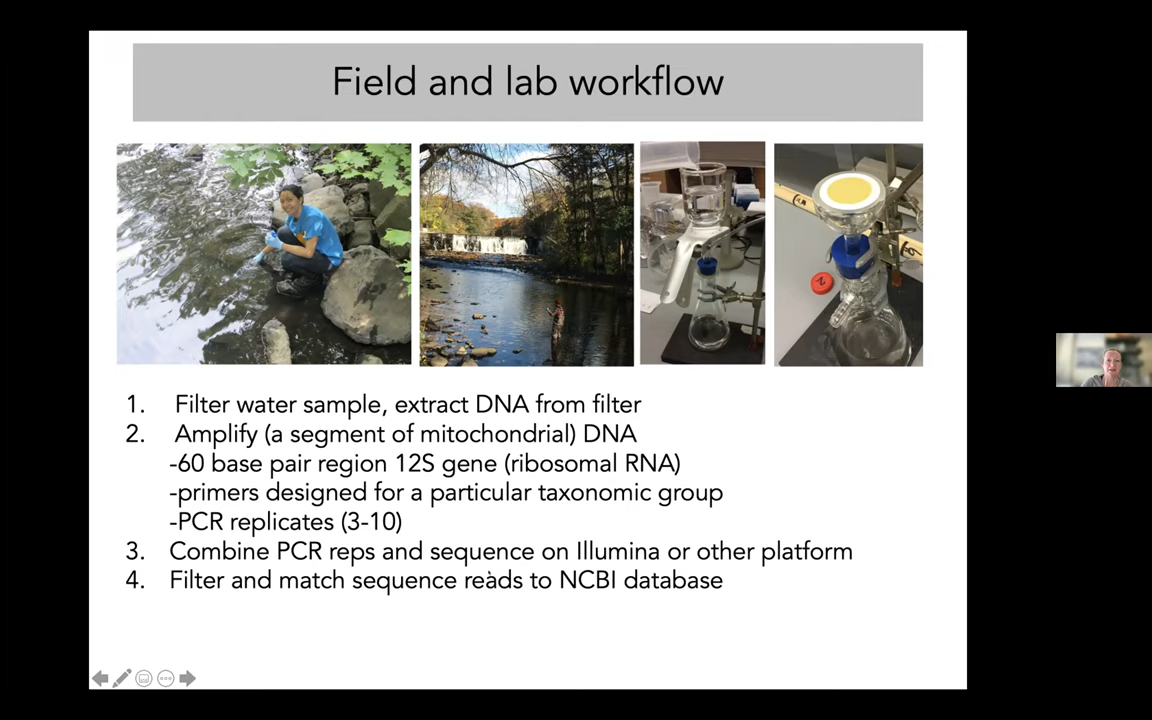 Field and lab workflow
1. Filter water sample, extract DNA from filter
2. Amplify (a segment of mitochondrial) DNA
-60 base pair region 12S gene (ribosomal RNA)
-primers designed for a particular taxonomic group
-PCR replicates (3-10)
3. Combine PCR reps and sequence on Illumina or other platform
4. Filter and match sequence reads to NCBI database